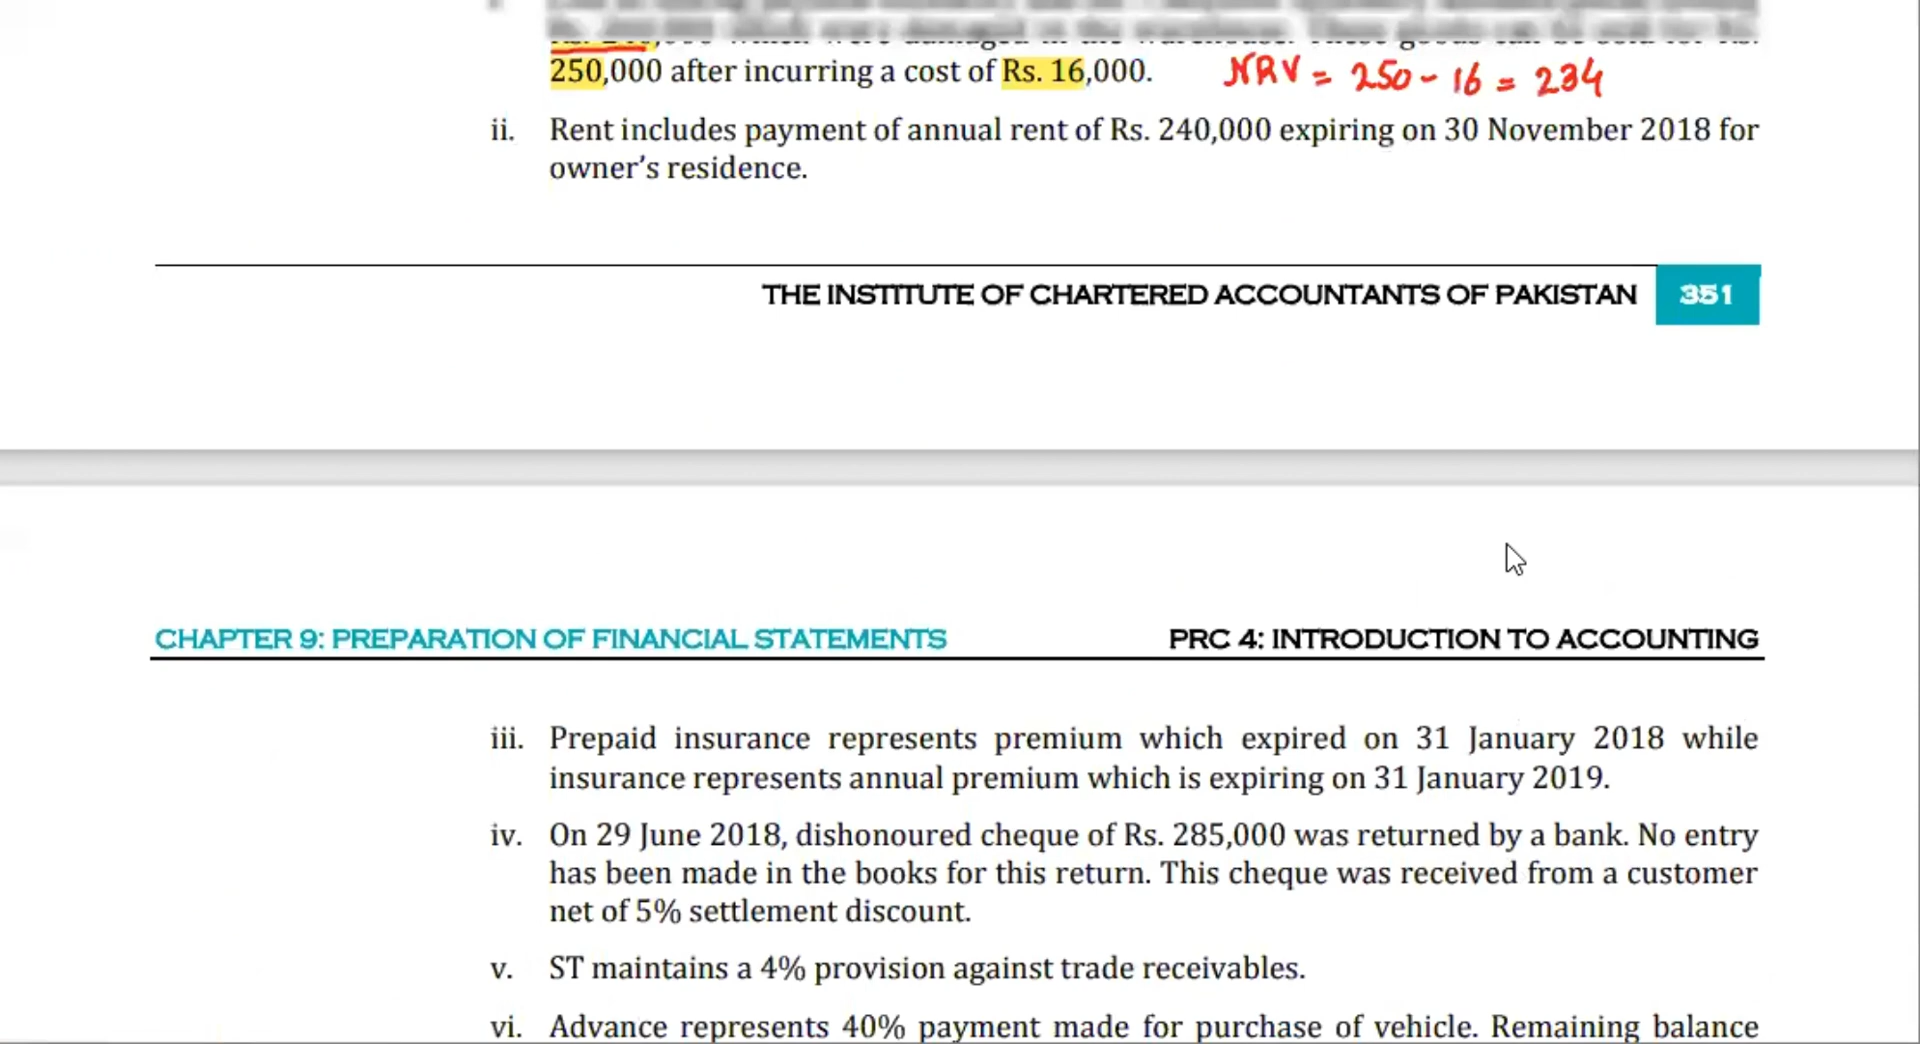 250,000 after incurring a cost of Rs. 16,000. NRV = 250 - 16 = 234
ii. Rent includes payment of annual rent of Rs. 240,000 expiring on 30 November 2018 for
owner's residence.
THE INSTITUTE OF CHARTERED ACCOUNTANTS OF PAKISTAN 351
CHAPTER 9: PREPARATION OF FINANCIAL STATEMENTS PRC 4: INTRODUCTION TO ACCOUNTING
iii. Prepaid insurance represents premium which expired on 31 January 2018 while
insurance represents annual premium which is expiring on 31 January 2019.
iv. On 29 June 2018, dishonoured cheque of Rs. 285,000 was returned by a bank. No entry
has been made in the books for this return. This cheque was received from a customer
net of 5% settlement discount.
v. ST maintains a 4% provision against trade receivables.
vi. Advance represents 40% payment made for purchase of vehicle. Remaining balance